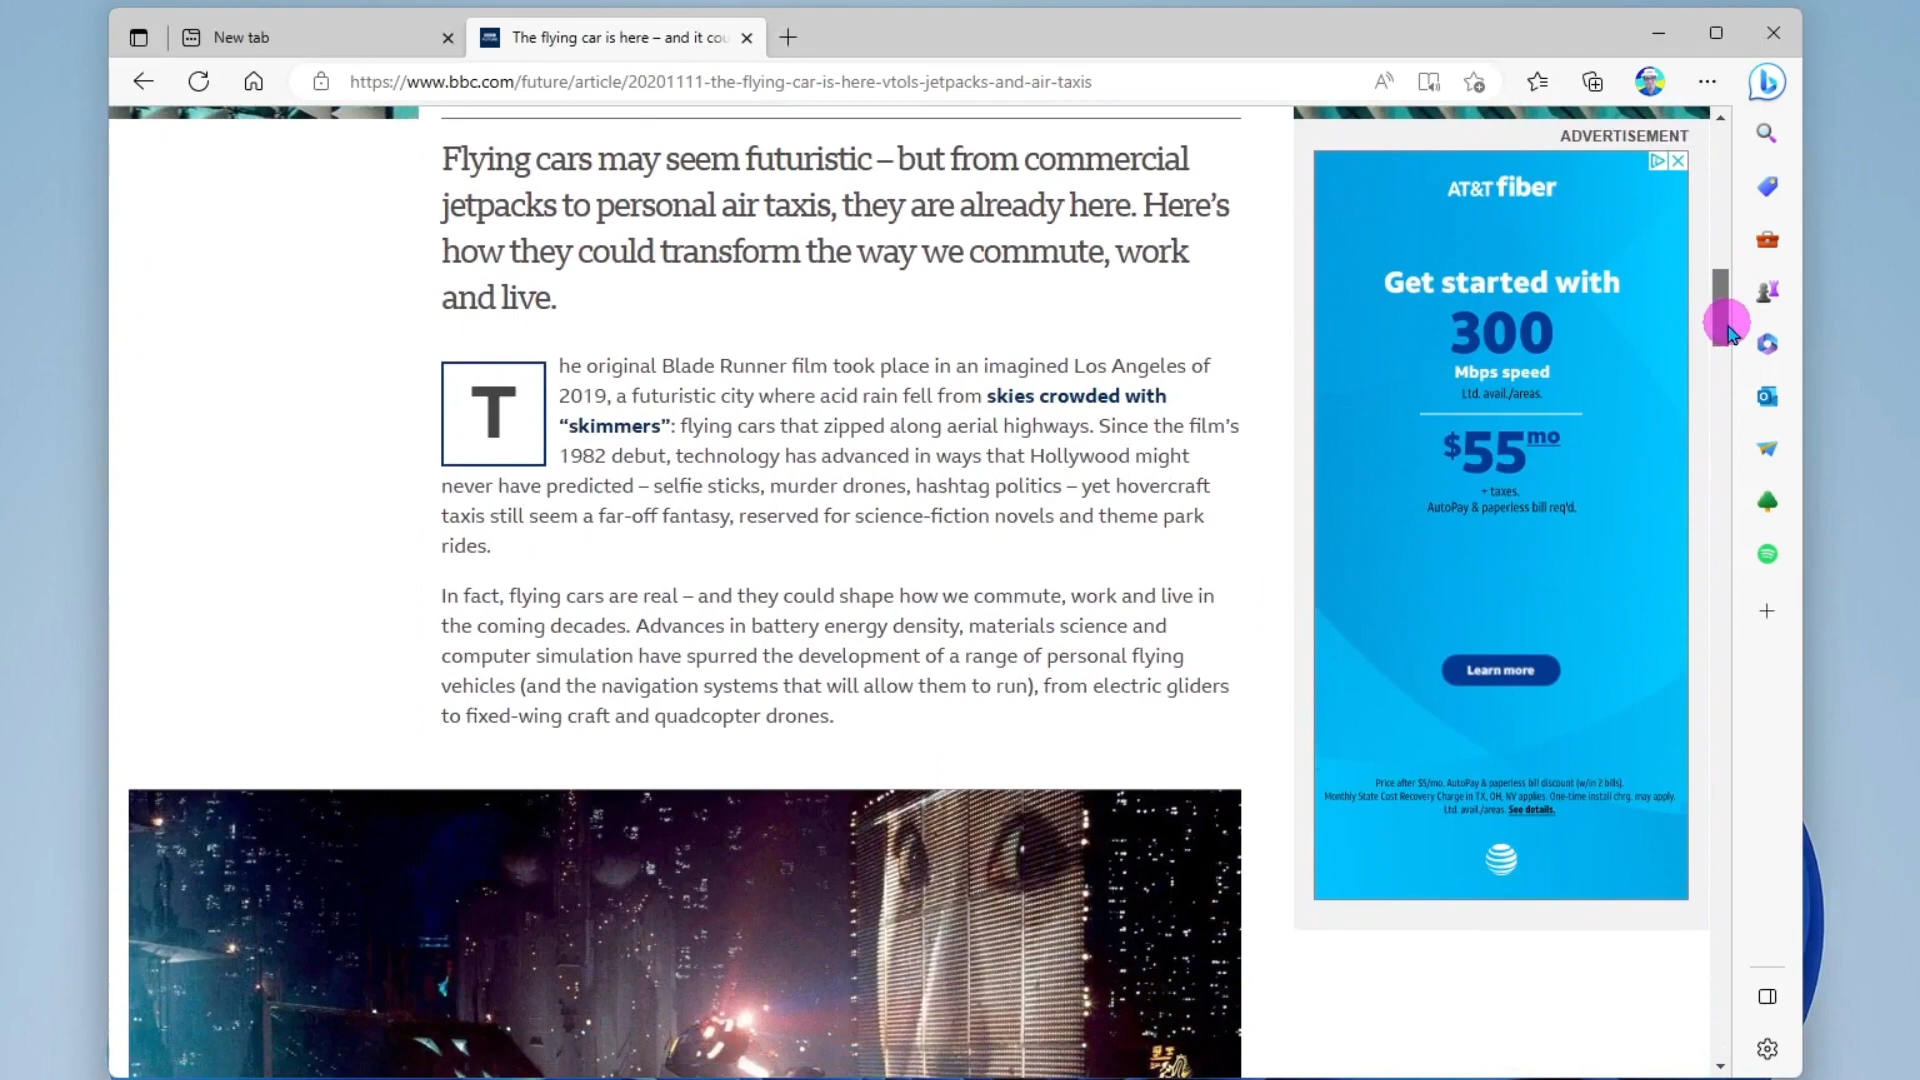 New tab
The flying car is here – and it cou
https://www.bbc.com/future/article/20201111-the-flying-car-is-here-vtols-jetpacks-and-air-taxis
Flying cars may seem futuristic – but from commercial
jetpacks to personal air taxis, they are already here. Here’s
how they could transform the way we commute, work
and live.
The original Blade Runner film took place in an imagined Los Angeles of
2019, a futuristic city where acid rain fell from skies crowded with
“skimmers”: flying cars that zipped along aerial highways. Since the film’s
1982 debut, technology has advanced in ways that Hollywood might
never have predicted – selfie sticks, murder drones, hashtag politics – yet hovercraft
taxis still seem a far-off fantasy, reserved for science-fiction novels and theme park
rides.
In fact, flying cars are real – and they could shape how we commute, work and live in
the coming decades. Advances in battery energy density, materials science and
computer simulation have spurred the development of a range of personal flying
vehicles (and the navigation systems that will allow them to run), from electric gliders
to fixed-wing craft and quadcopter drones.
ADVERTISEMENT
AT&T fiber
Get started with
300
Mbps speed
Ltd. avail./areas.
$55mo
+ taxes.
AutoPay & paperless bill req'd.
Learn more
Price after $5/mo. AutoPay & paperless bill discount (w/in 2 bills).
Monthly State Cost Recovery Charge in TX, OH, NV applies. One-time install chrg. may apply.
Ltd. avail./areas. See details.